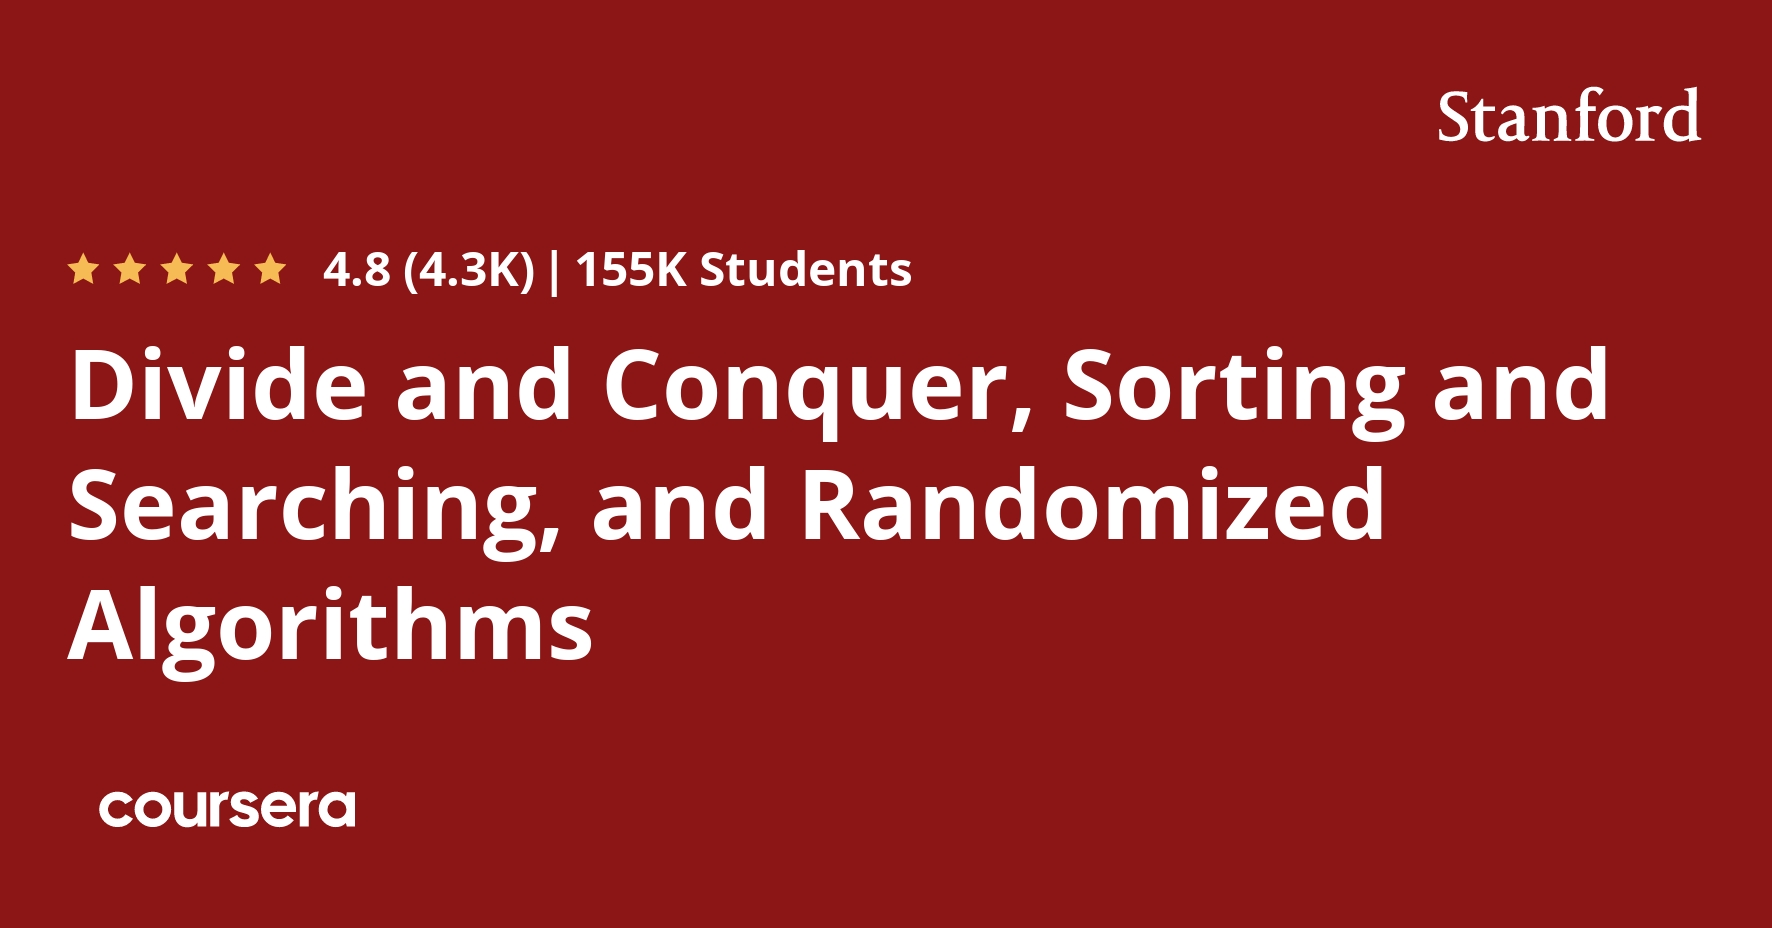 Stanford
4.8 (4.3K) | 155K Students
Divide and Conquer, Sorting and
Searching, and Randomized
Algorithms
coursera